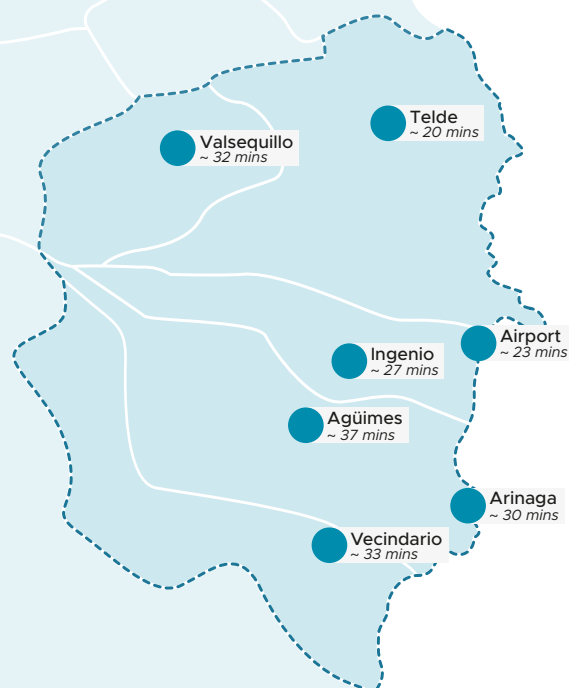 Telde
~ 20 mins
Valsequillo
~ 32 mins
Airport
~ 23 mins
Ingenio
~ 27 mins
Agüimes
~ 37 mins
Arinaga
~ 30 mins
Vecindario
~ 33 mins